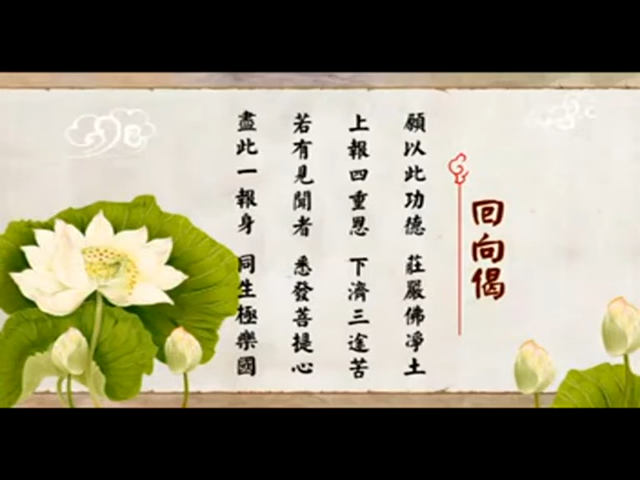 回向偈
願以此功德 莊嚴佛凈土
上報四重恩 下濟三途苦
若有見聞者 悉發菩提心
盡此一報身 同生極樂國